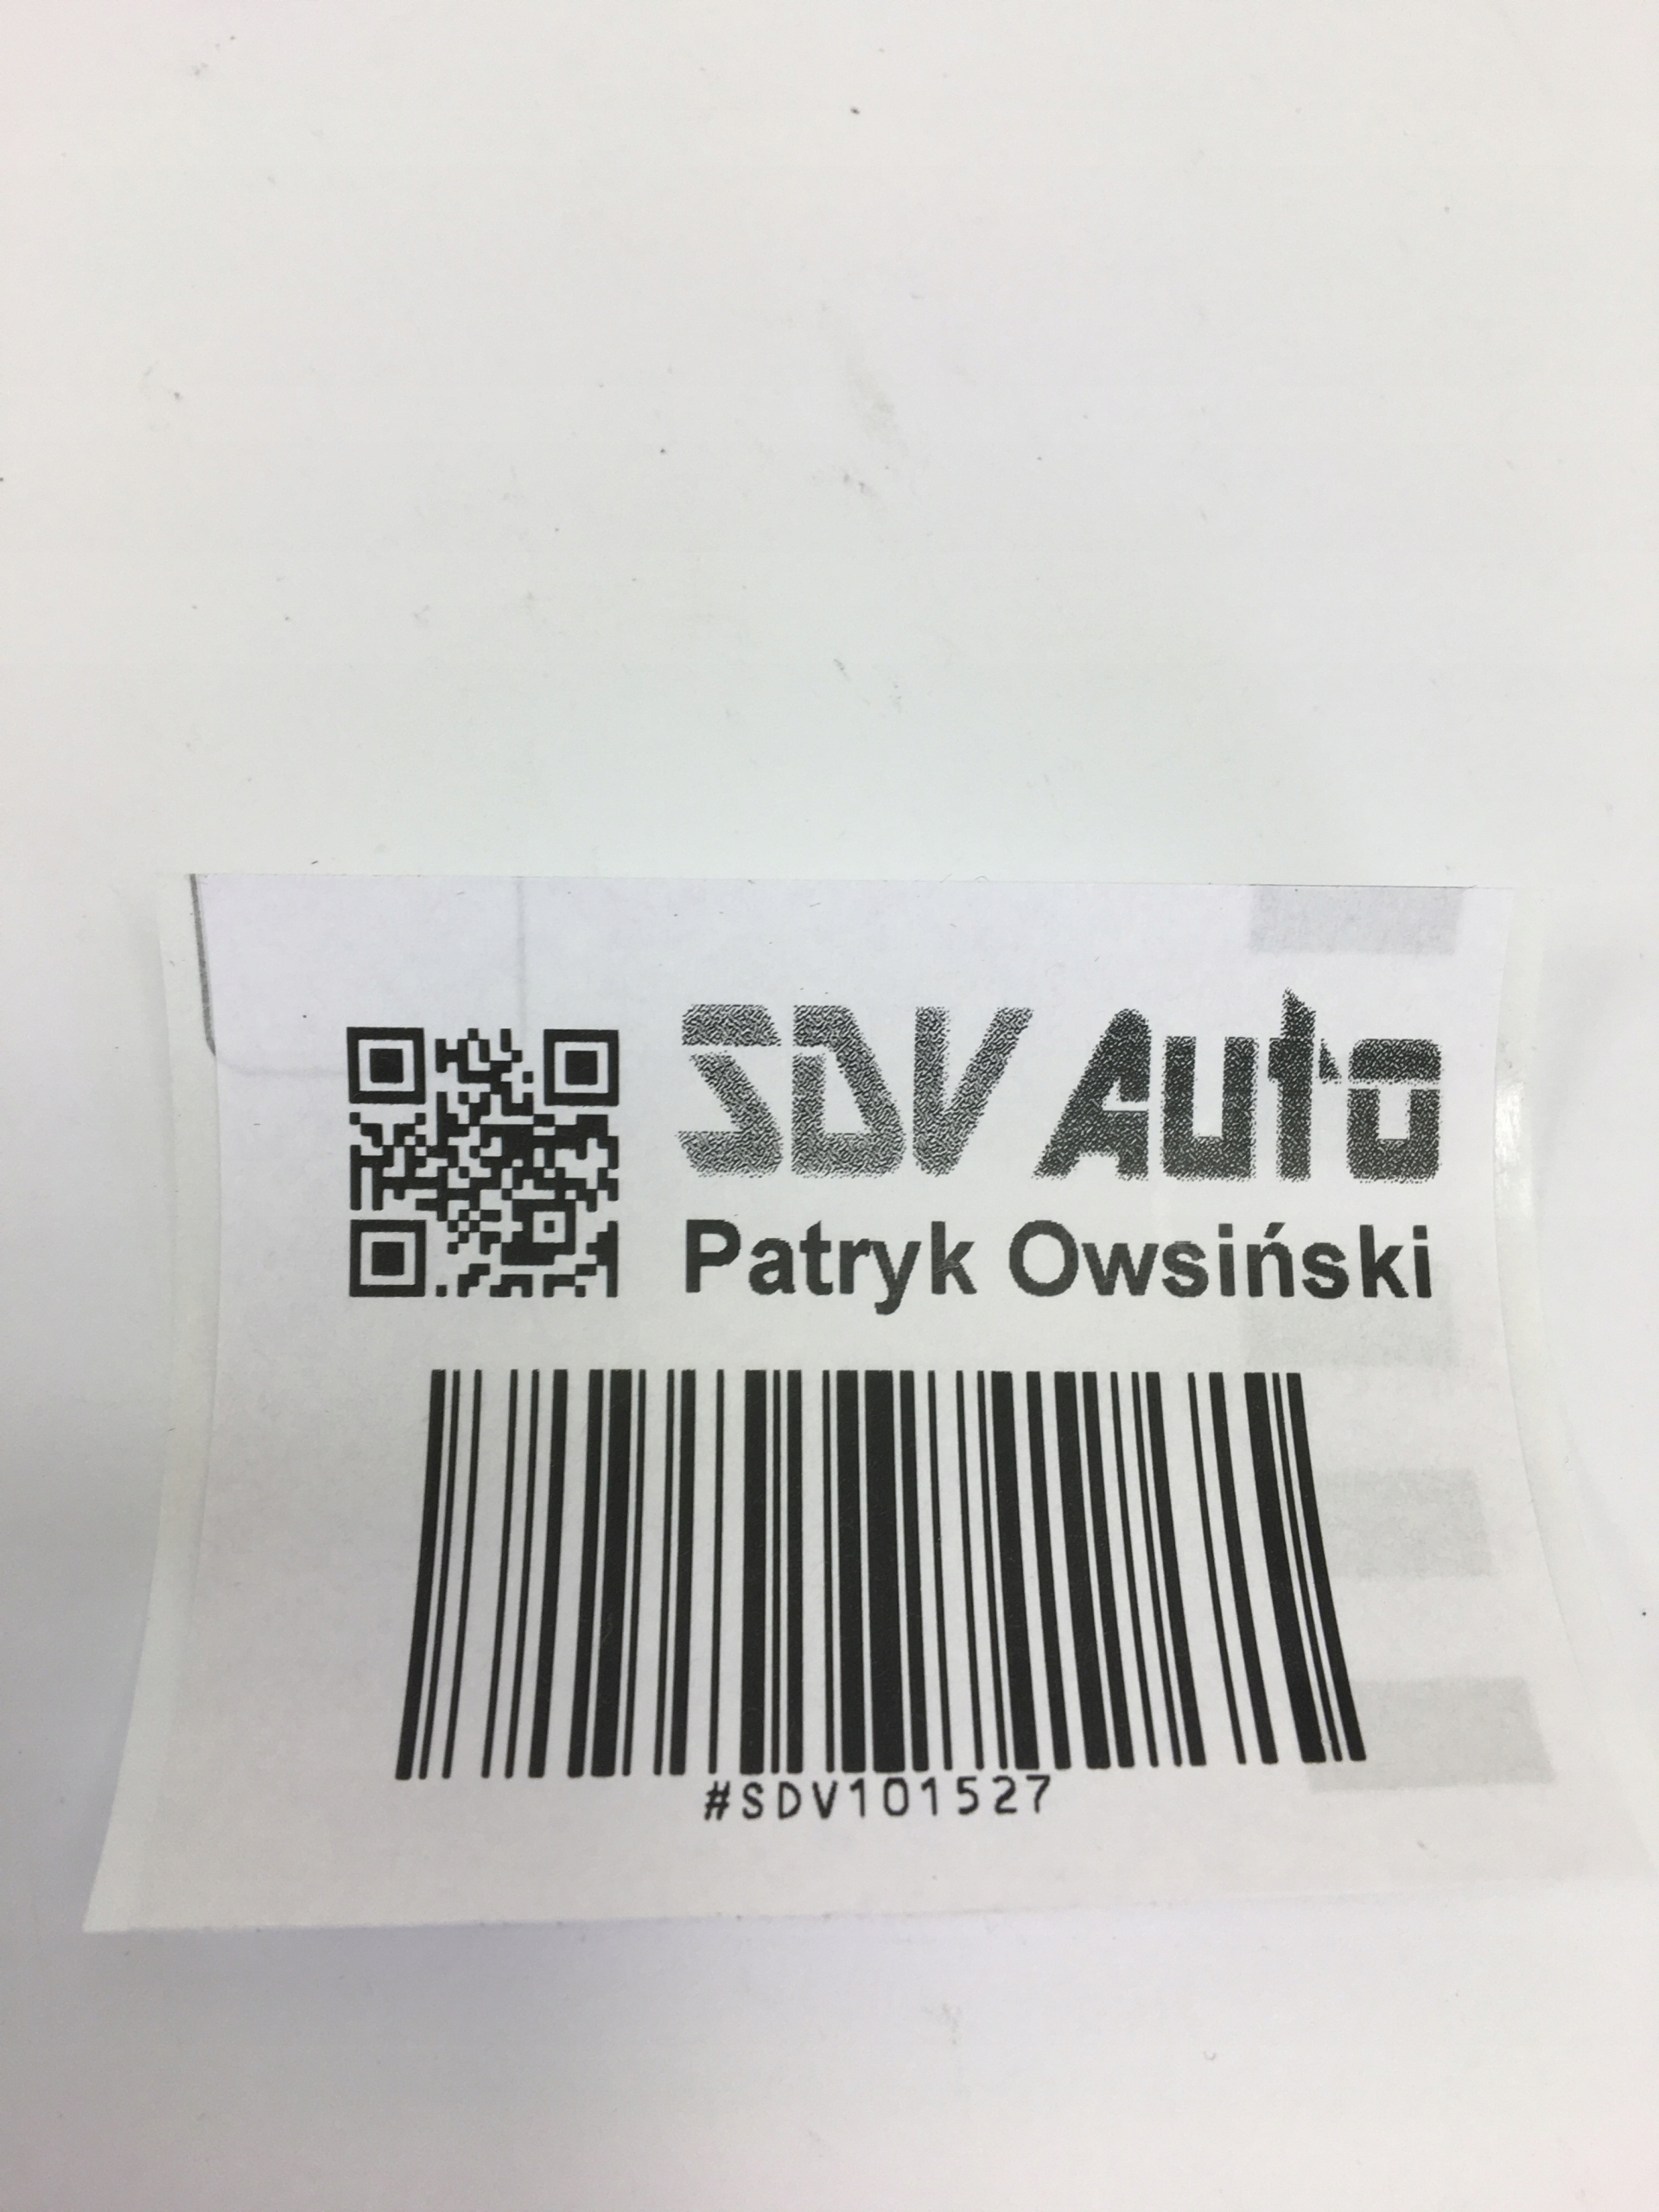 SDV Auto
Patryk Owsiński
#SDV101527